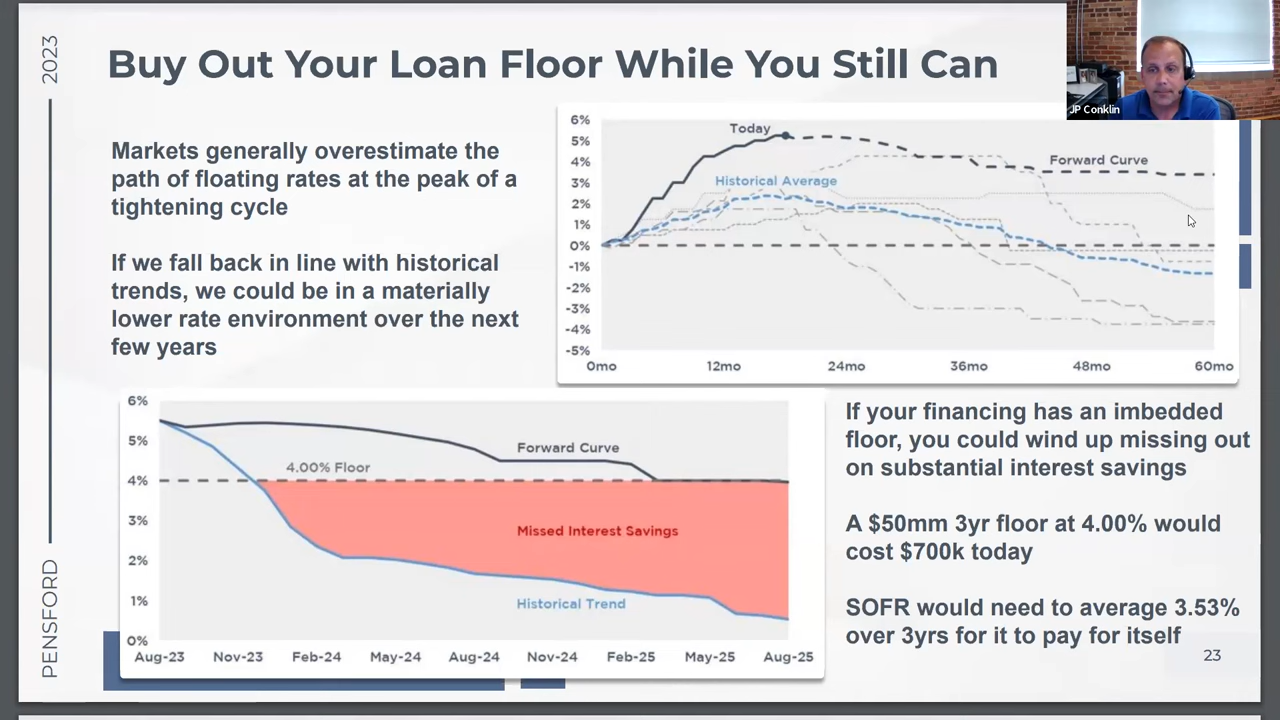 2023
PENSFORD
Buy Out Your Loan Floor While You Still Can
JP Conklin
Markets generally overestimate the
path of floating rates at the peak of a
tightening cycle
If we fall back in line with historical
trends, we could be in a materially
lower rate environment over the next
few years
6%
5%
4%
3%
2%
1%
0%
-1%
-2%
-3%
-4%
-5%
Today
Forward Curve
Historical Average
0mo
12mo
24mo
36mo
48mo
60mo
6%
5%
4%
3%
2%
1%
0%
Forward Curve
4.00% Floor
Missed Interest Savings
Historical Trend
Aug-23
Nov-23
Feb-24
May-24
Aug-24
Nov-24
Feb-25
May-25
Aug-25
If your financing has an imbedded
floor, you could wind up missing out
on substantial interest savings
A $50mm 3yr floor at 4.00% would
cost $700k today
SOFR would need to average 3.53%
over 3yrs for it to pay for itself
23